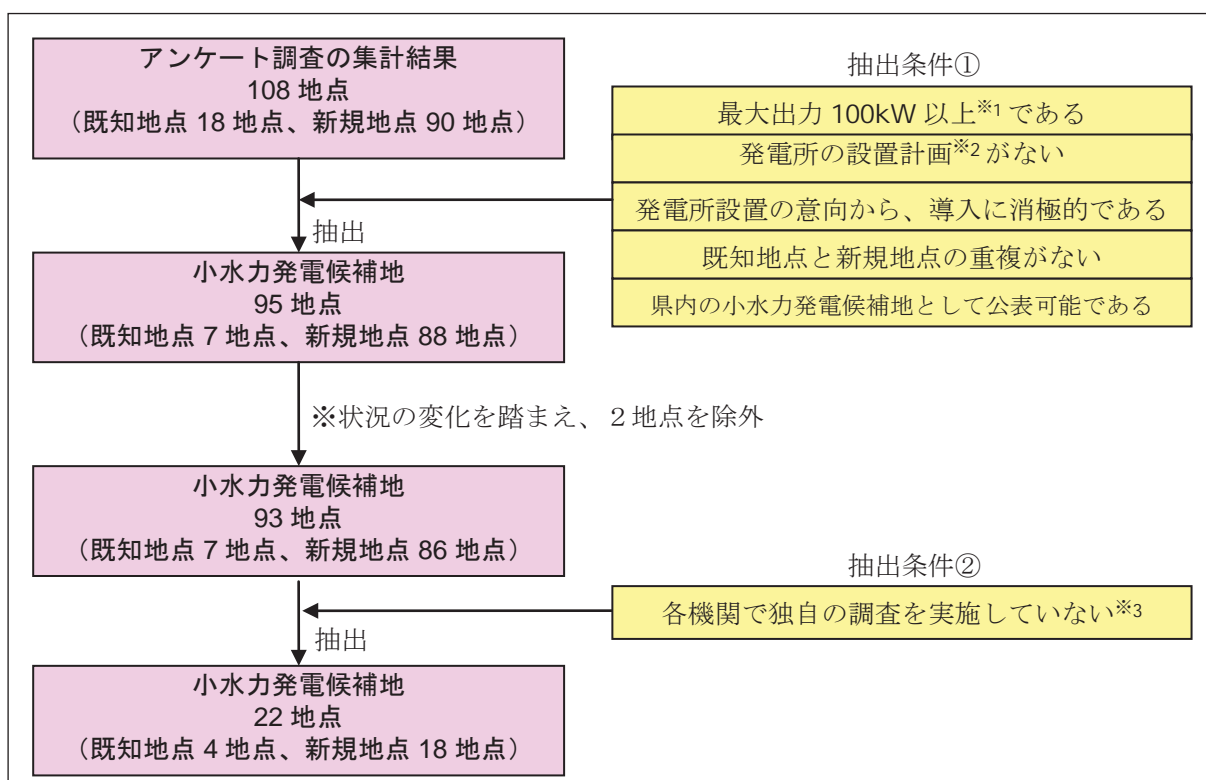 アンケート調査の集計結果
108 地点
（既知地点 18 地点、新規地点 90 地点）
抽出条件①
最大出力 100kW 以上※1 である
発電所の設置計画※2 がない
発電所設置の意向から、導入に消極的である
既知地点と新規地点の重複がない
県内の小水力発電候補地として公表可能である
抽出
小水力発電候補地
95 地点
（既知地点 7 地点、新規地点 88 地点）
※状況の変化を踏まえ、２地点を除外
小水力発電候補地
93 地点
（既知地点 7 地点、新規地点 86 地点）
抽出条件②
各機関で独自の調査を実施していない※3
抽出
小水力発電候補地
22 地点
（既知地点 4 地点、新規地点 18 地点）